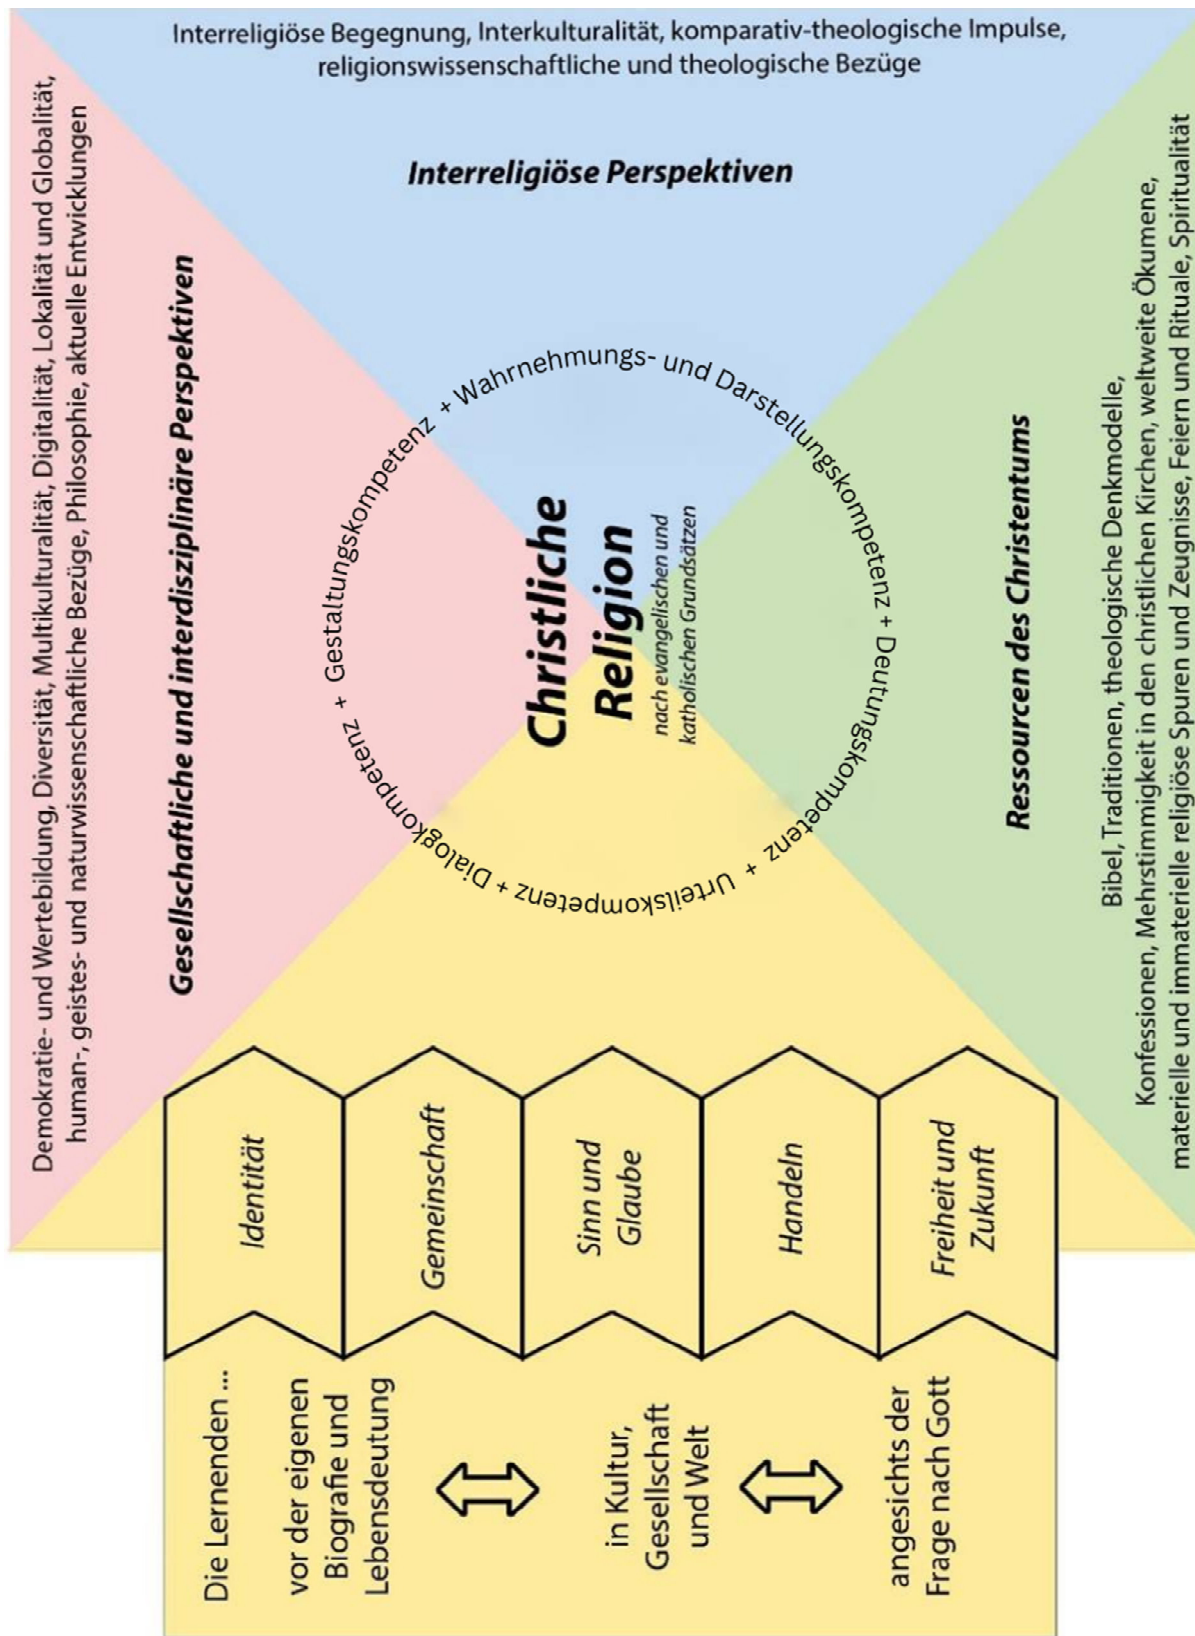 Interreligiöse Begegnung, Interkulturalität, komparativ-theologische Impulse,
religionswissenschaftliche und theologische Bezüge
Interreligiöse Perspektiven
Demokratie- und Wertebildung, Diversität, Multikulturalität, Digitalität, Lokalität und Globalität,
human-, geistes- und naturwissenschaftliche Bezüge, Philosophie, aktuelle Entwicklungen
Gesellschaftliche und interdisziplinäre Perspektiven
+ Wahrnehmungs- und Darstellungskompetenz + Deutungskompetenz + Urteilskompetenz + Dialogkompetenz + Gestaltungskompetenz
Christliche
Religion
nach evangelischen und
katholischen Grundsätzen
Ressourcen des Christentums
Bibel, Traditionen, theologische Denkmodelle,
Konfessionen, Mehrstimmigkeit in den christlichen Kirchen, weltweite Ökumene,
materielle und immaterielle religiöse Spuren und Zeugnisse, Feiern und Rituale, Spiritualität
Die Lernenden ...
vor der eigenen
Biografie und
Lebensdeutung
in Kultur,
Gesellschaft
und Welt
angesichts der
Frage nach Gott
Identität
Gemeinschaft
Sinn und
Glaube
Handeln
Freiheit und
Zukunft